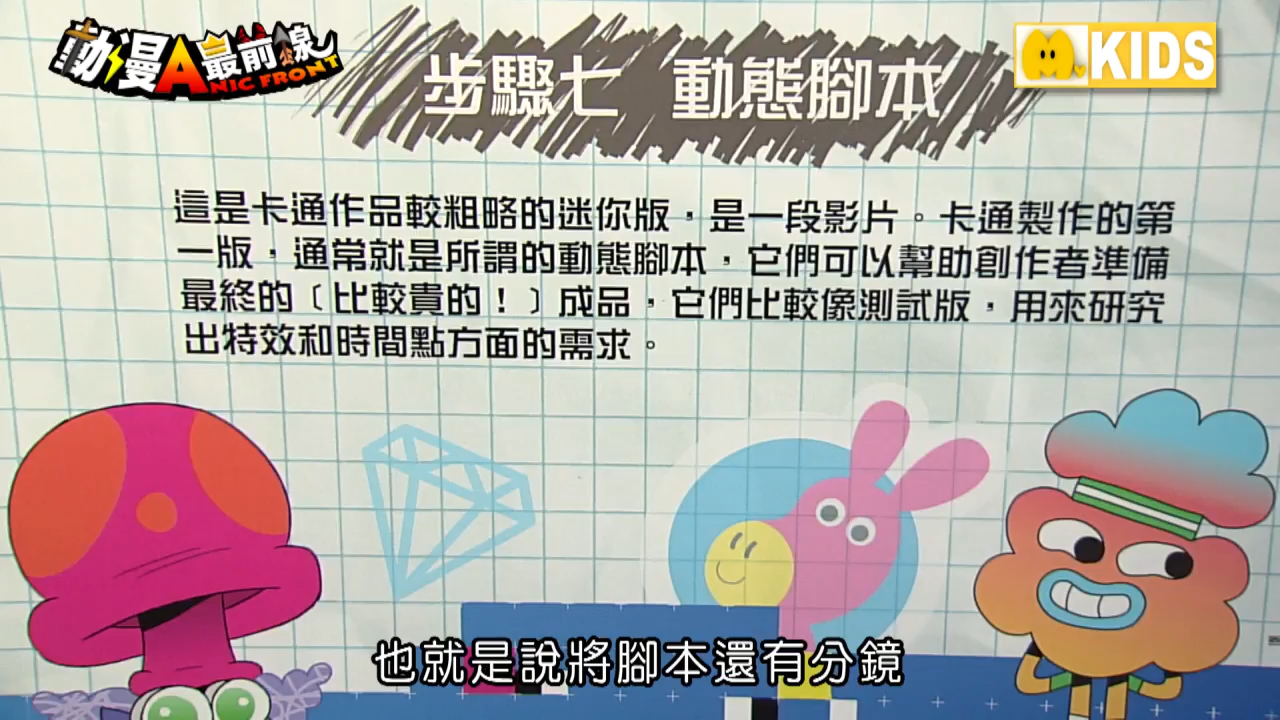 動漫A最前線
ANIC FRONT
M. KIDS
步驟七 動態腳本
這是卡通作品較粗略的迷你版，是一段影片。卡通製作的第
一版，通常就是所謂的動態腳本，它們可以幫助創作者準備
最終的﹝比較貴的！﹞成品，它們比較像測試版，用來研究
出特效和時間點方面的需求。
也就是說將腳本還有分鏡